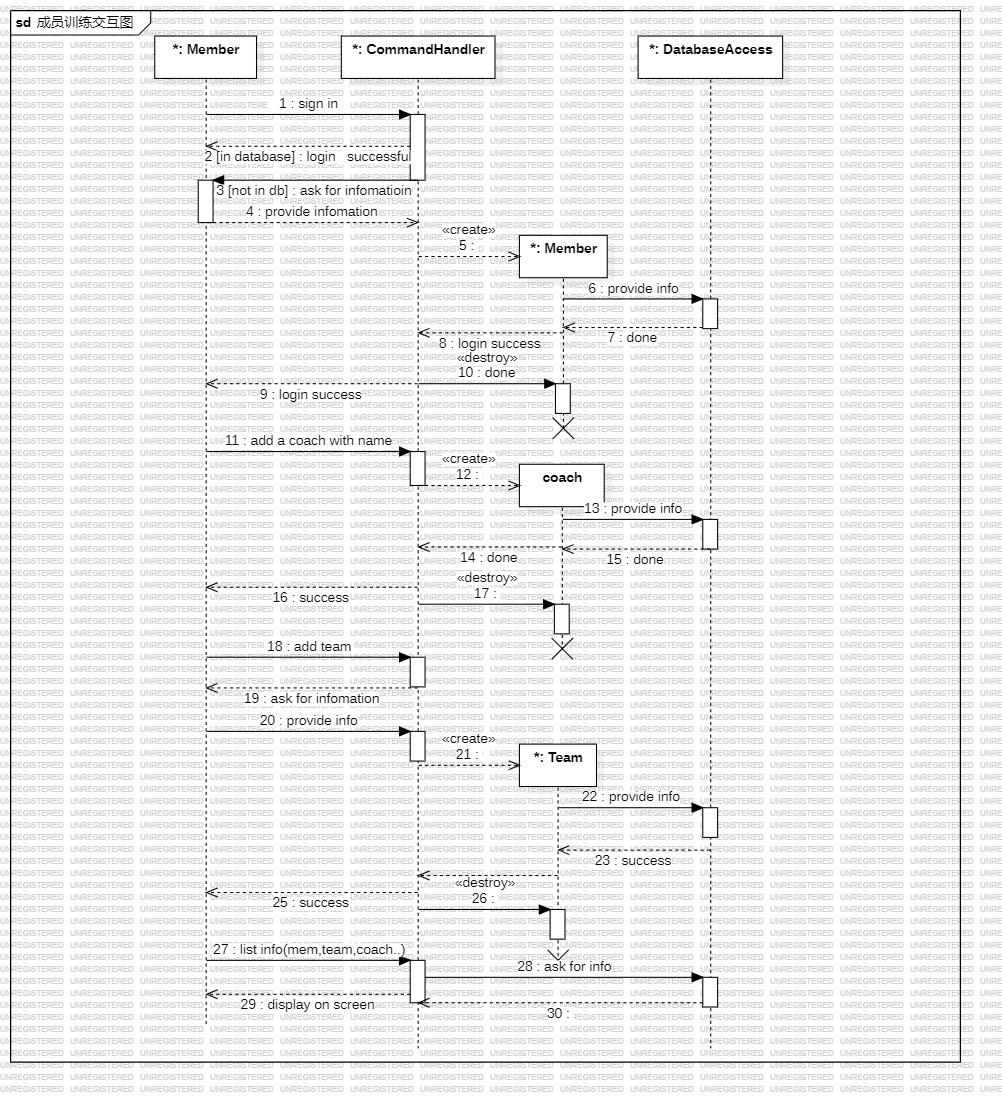 sd 成员训练交互图
*: Member
*: CommandHandler
*: DatabaseAccess
1 : sign in
2 [in database] : login successful
3 [not in db] : ask for infomatioin
4 : provide infomation
«create»
5 :
*: Member
6 : provide info
7 : done
8 : login success
«destroy»
10 : done
9 : login success
11 : add a coach with name
«create»
12 :
coach
13 : provide info
14 : done
15 : done
«destroy»
17 :
16 : success
18 : add team
19 : ask for infomation
20 : provide info
«create»
21 :
*: Team
22 : provide info
23 : success
«destroy»
26 :
25 : success
27 : list info(mem,team,coach..)
28 : ask for info
29 : display on screen
30 :
UNREGISTERED